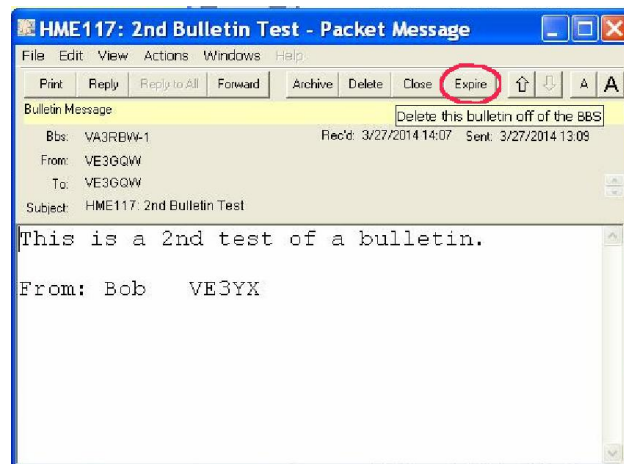 HME117: 2nd Bulletin Test - Packet Message
File Edit View Actions Windows Help
Print Reply Reply to All Forward Archive Delete Close Expire A A
Bulletin Message
Delete this bulletin off of the BBS
Bbs: VA3RBW-1 Rec'd: 3/27/2014 14:07 Sent: 3/27/2014 13:09
From: VE3GQW
To: VE3GQW
Subject: HME117: 2nd Bulletin Test
This is a 2nd test of a bulletin.
From: Bob VE3YX